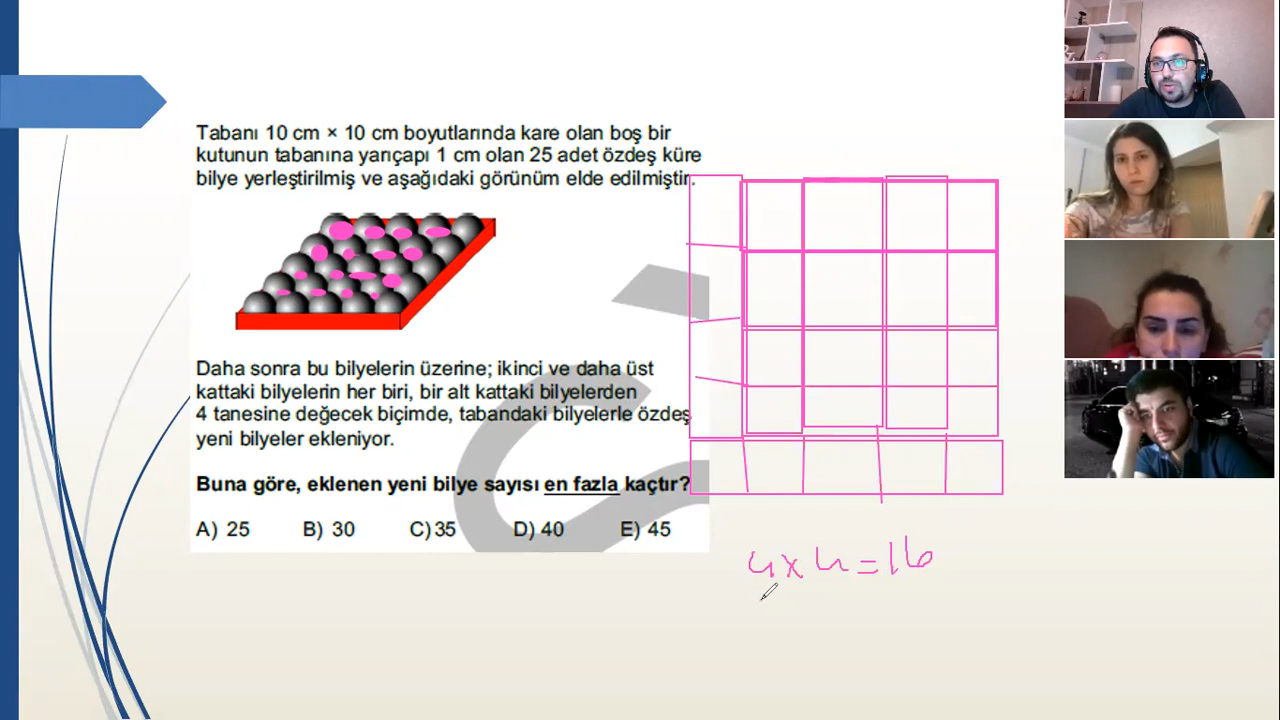 Tabanı 10 cm × 10 cm boyutlarında kare olan boş bir
kutunun tabanına yarıçapı 1 cm olan 25 adet özdeş küre
bilye yerleştirilmiş ve aşağıdaki görünüm elde edilmiştir.
Daha sonra bu bilyelerin üzerine; ikinci ve daha üst
kattaki bilyelerin her biri, bir alt kattaki bilyelerden
4 tanesine değecek biçimde, tabandaki bilyelerle özdeş
yeni bilyeler ekleniyor.
Buna göre, eklenen yeni bilye sayısı en fazla kaçtır?
A) 25 B) 30 C) 35 D) 40 E) 45
4 x 4 = 16